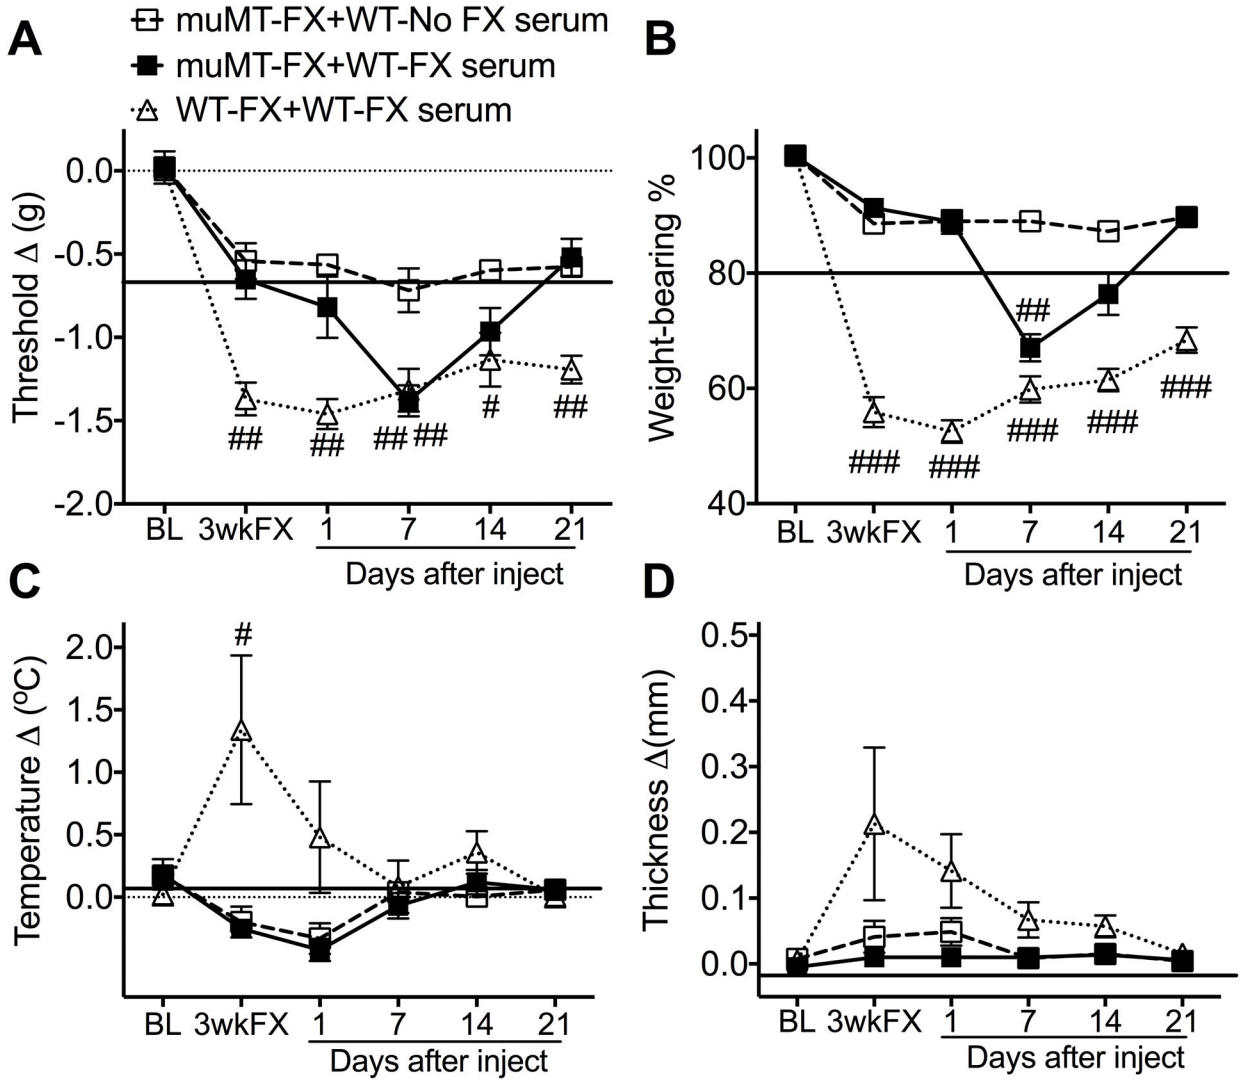 A
muMT-FX+WT-No FX serum
muMT-FX+WT-FX serum
WT-FX+WT-FX serum
Threshold Δ (g)
0.0
-0.5
-1.0
-1.5
-2.0
## ## ## ## # ##
BL 3wkFX 1 7 14 21
Days after inject
B
Weight-bearing %
100
80
60
40
##
### ### ### ### ###
BL 3wkFX 1 7 14 21
Days after inject
C
Temperature Δ (ºC)
2.0
1.5
1.0
0.5
0.0
#
BL 3wkFX 1 7 14 21
Days after inject
D
Thickness Δ(mm)
0.5
0.4
0.3
0.2
0.1
0.0
BL 3wkFX 1 7 14 21
Days after inject